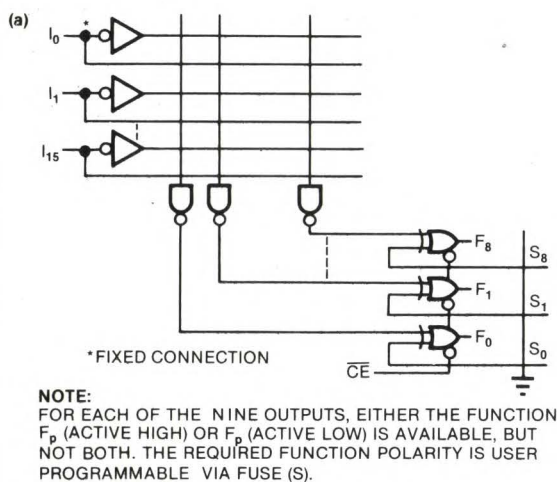 (a)
*
I0
I1
I15
F8
S8
F1
S1
F0
S0
*FIXED CONNECTION
CE
NOTE:
FOR EACH OF THE NINE OUTPUTS, EITHER THE FUNCTION
Fp (ACTIVE HIGH) OR Fp (ACTIVE LOW) IS AVAILABLE, BUT
NOT BOTH. THE REQUIRED FUNCTION POLARITY IS USER
PROGRAMMABLE VIA FUSE (S).